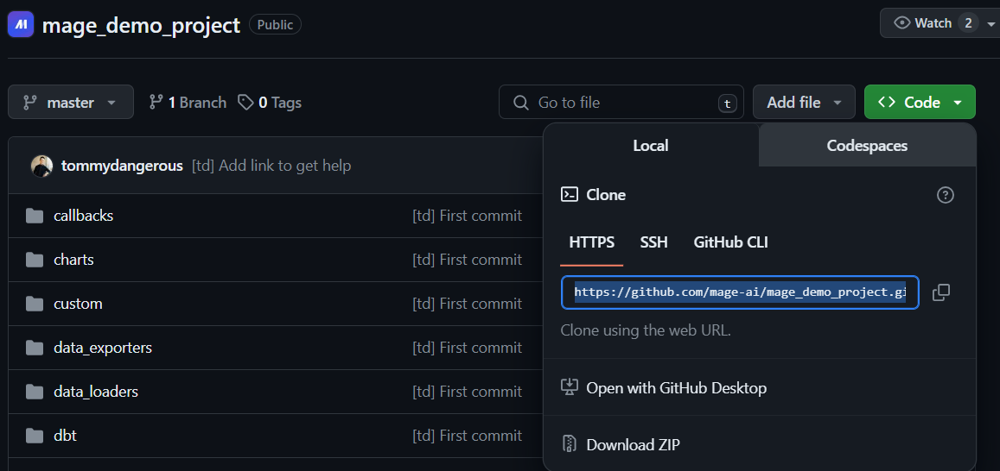 mage_demo_project Public Watch 2
master 1 Branch 0 Tags Go to file t Add file Code
tommydangerous [td] Add link to get help
callbacks [td] First commit
charts [td] First commit
custom [td] First commit
data_exporters [td] First commit
data_loaders [td] First commit
dbt [td] First commit
Local Codespaces
Clone
HTTPS SSH GitHub CLI
https://github.com/mage-ai/mage_demo_project.gi
Clone using the web URL.
Open with GitHub Desktop
Download ZIP